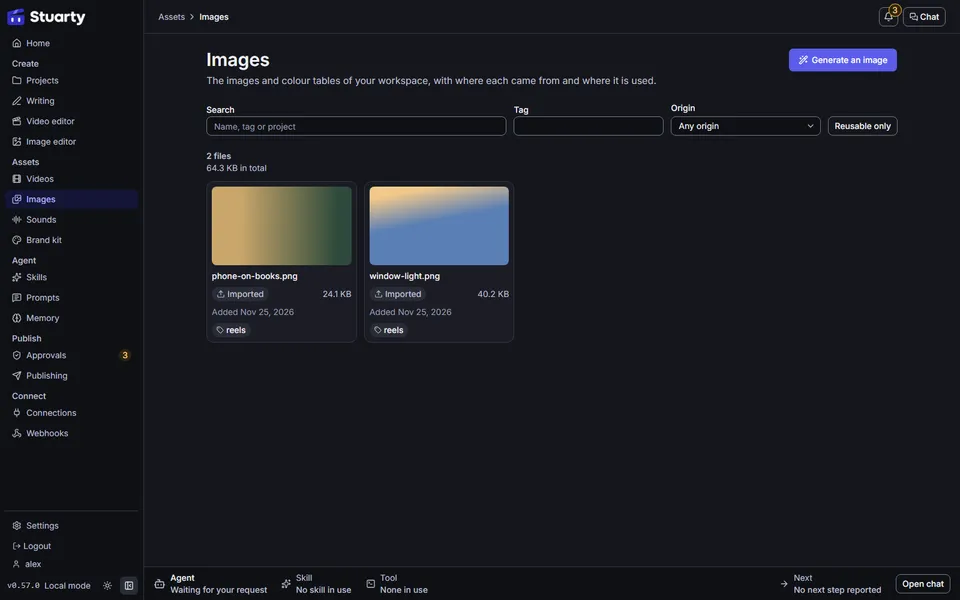 Stuarty
Home
Create
Projects
Writing
Video editor
Image editor
Assets
Videos
Images
Sounds
Brand kit
Agent
Skills
Prompts
Memory
Publish
Approvals 3
Publishing
Connect
Connections
Webhooks
Settings
Logout
alex
v0.57.0 Local mode
Assets > Images
3
Chat
Images
Generate an image
The images and colour tables of your workspace, with where each came from and where it is used.
Search
Name, tag or project
Tag
Origin
Any origin
Reusable only
2 files
64.3 KB in total
phone-on-books.png
Imported 24.1 KB
Added Nov 25, 2026
reels
window-light.png
Imported 40.2 KB
Added Nov 25, 2026
reels
Agent
Waiting for your request
Skill
No skill in use
Tool
None in use
Next
No next step reported
Open chat